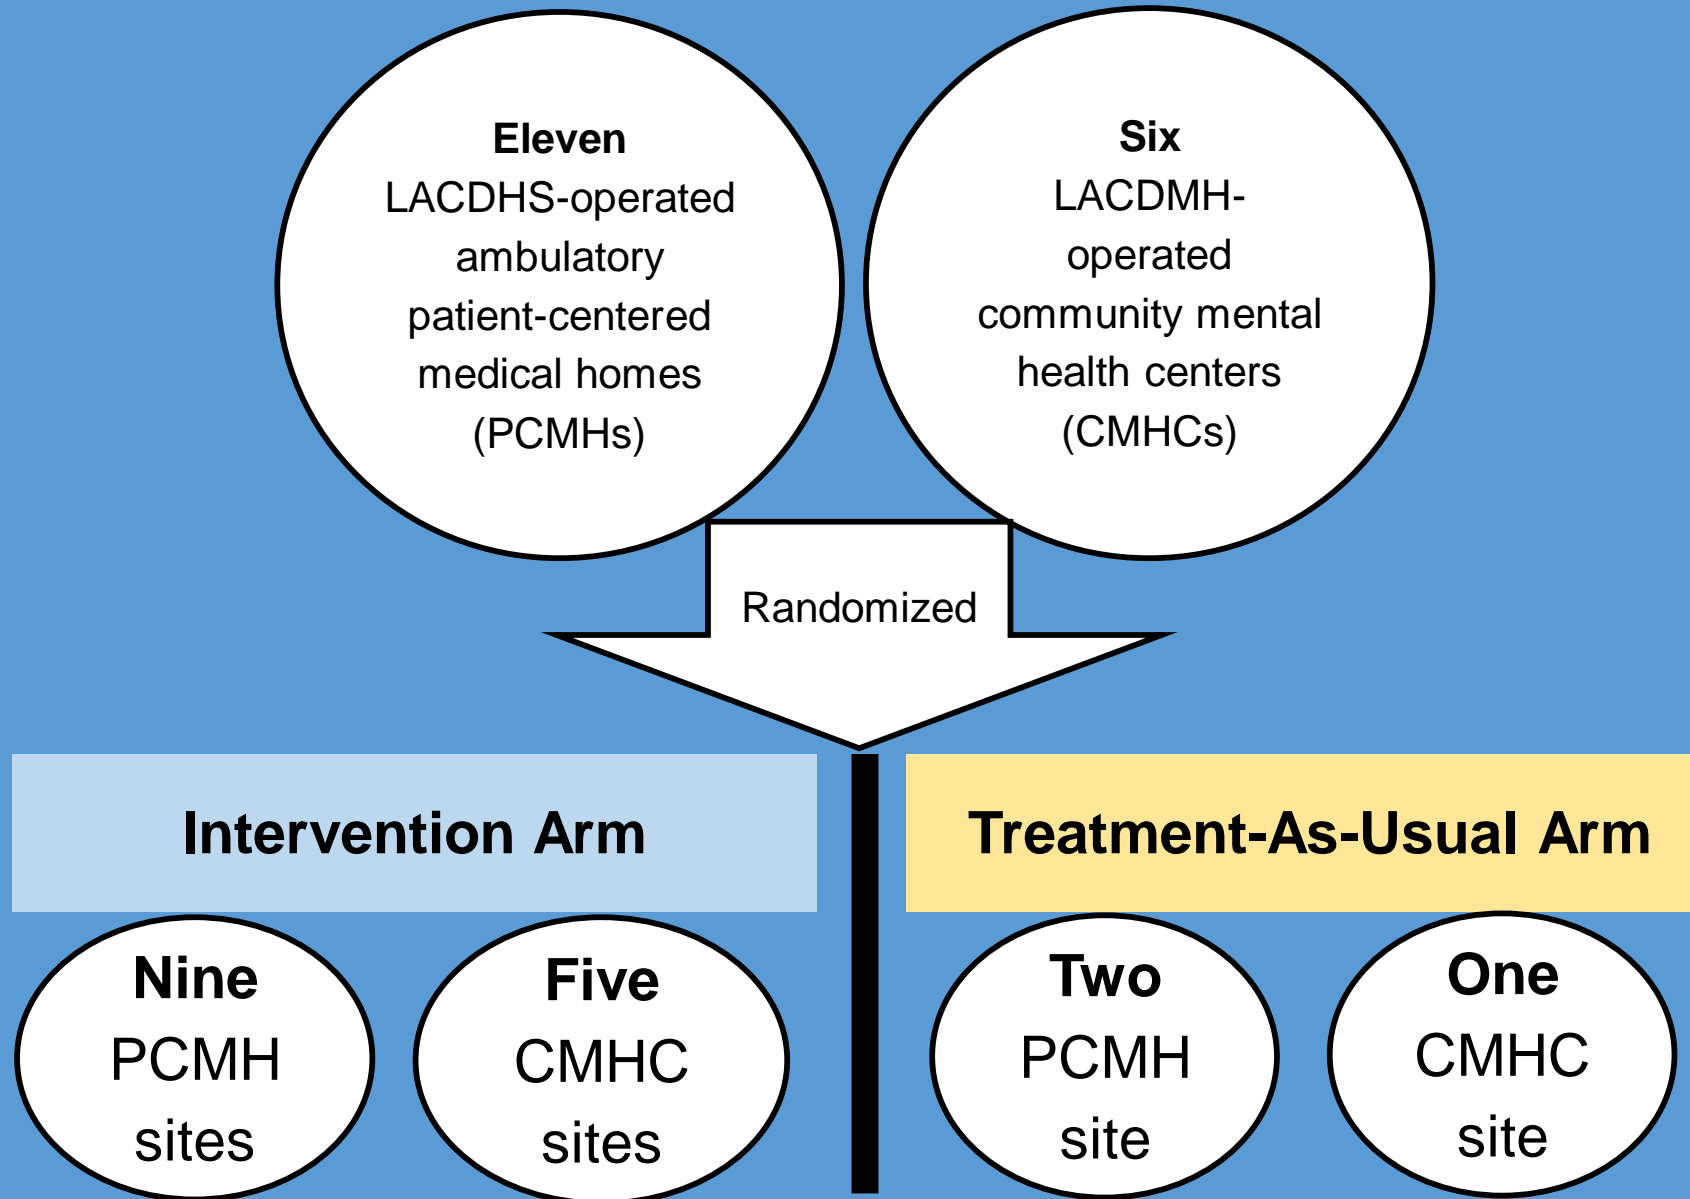 Eleven
LACDHS-operated
ambulatory
patient-centered
medical homes
(PCMHs)
Six
LACDMH-
operated
community mental
health centers
(CMHCs)
Randomized
Intervention Arm
Treatment-As-Usual Arm
Nine
PCMH
sites
Five
CMHC
sites
Two
PCMH
site
One
CMHC
site